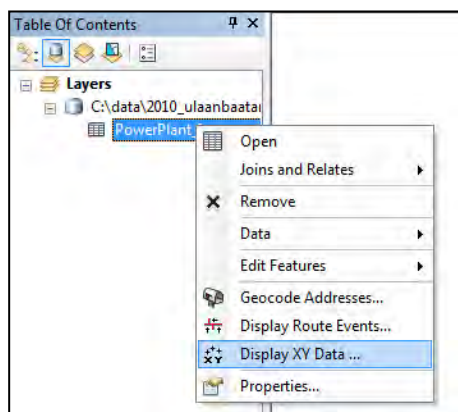 Table Of Contents
Layers
C:\data\2010_ulaanbaatar
PowerPlant_
Open
Joins and Relates
Remove
Data
Edit Features
Geocode Addresses...
Display Route Events...
Display XY Data ...
Properties...